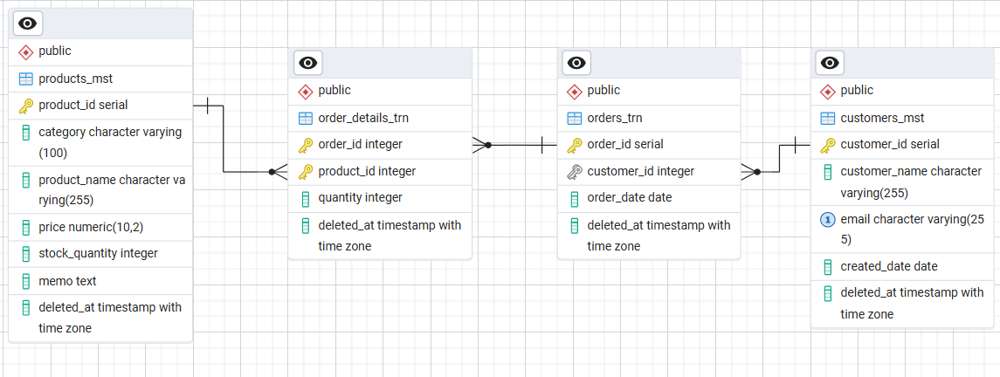 public
products_mst
product_id serial
category character varying
(100)
product_name character va
rying(255)
price numeric(10,2)
stock_quantity integer
memo text
deleted_at timestamp with
time zone
public
order_details_trn
order_id integer
product_id integer
quantity integer
deleted_at timestamp with
time zone
public
orders_trn
order_id serial
customer_id integer
order_date date
deleted_at timestamp with
time zone
public
customers_mst
customer_id serial
customer_name character
varying(255)
1
email character varying(25
5)
created_date date
deleted_at timestamp with
time zone